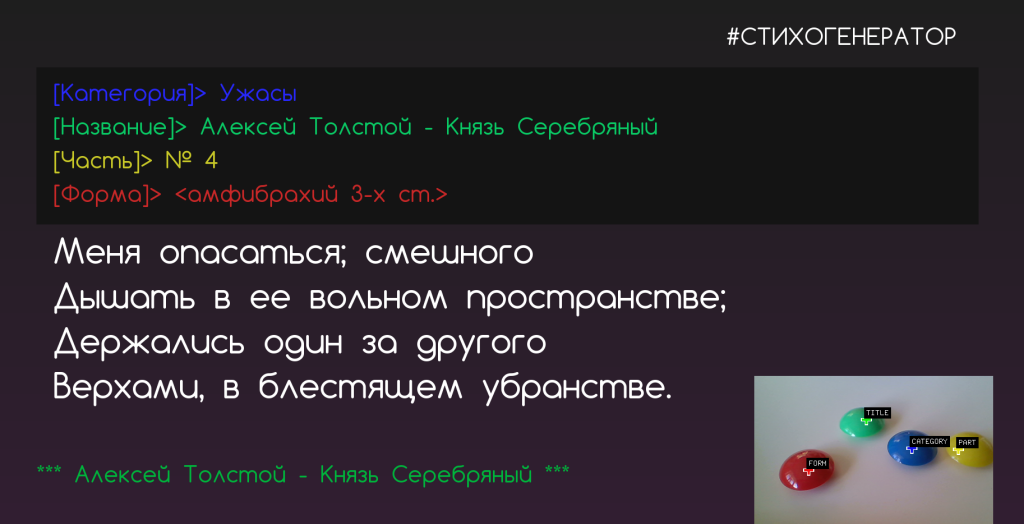 #СТИХОГЕНЕРАТОР
[Категория]> Ужасы
[Название]> Алексей Толстой - Князь Серебряный
[Часть]> № 4
[Форма]> <амфибрахий 3-х ст.>
Меня опасаться; смешного
Дышать в ее вольном пространстве;
Держались один за другого
Верхами, в блестящем убранстве.
TITLE
CATEGORY
PART
FORM
*** Алексей Толстой - Князь Серебряный ***